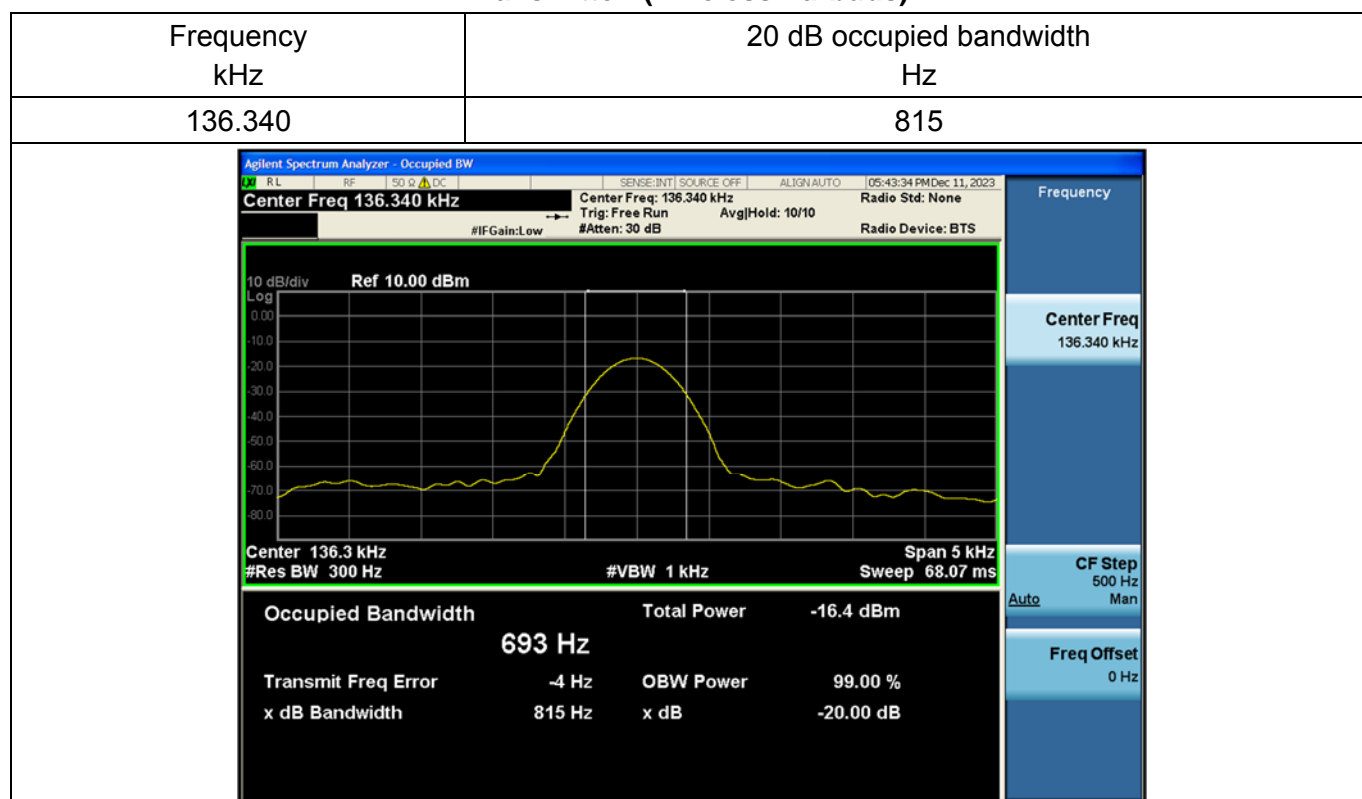 Frequency
kHz
20 dB occupied bandwidth
Hz
136.340
815
Agilent Spectrum Analyzer - Occupied BW
RL RF 50 Ω DC SENSE:INT SOURCE OFF ALIGN AUTO 05:43:34 PM Dec 11, 2023
Center Freq 136.340 kHz
Center Freq: 136.340 kHz
Radio Std: None
Trig: Free Run Avg|Hold: 10/10
#IFGain:Low #Atten: 30 dB Radio Device: BTS
10 dB/div Ref 10.00 dBm
Log
0.00
-10.0
-20.0
-30.0
-40.0
-50.0
-60.0
-70.0
-80.0
Center 136.3 kHz Span 5 kHz
#Res BW 300 Hz #VBW 1 kHz Sweep 68.07 ms
Occupied Bandwidth Total Power -16.4 dBm
693 Hz
Transmit Freq Error -4 Hz OBW Power 99.00 %
x dB Bandwidth 815 Hz x dB -20.00 dB
Frequency
Center Freq
136.340 kHz
CF Step
500 Hz
Auto Man
Freq Offset
0 Hz